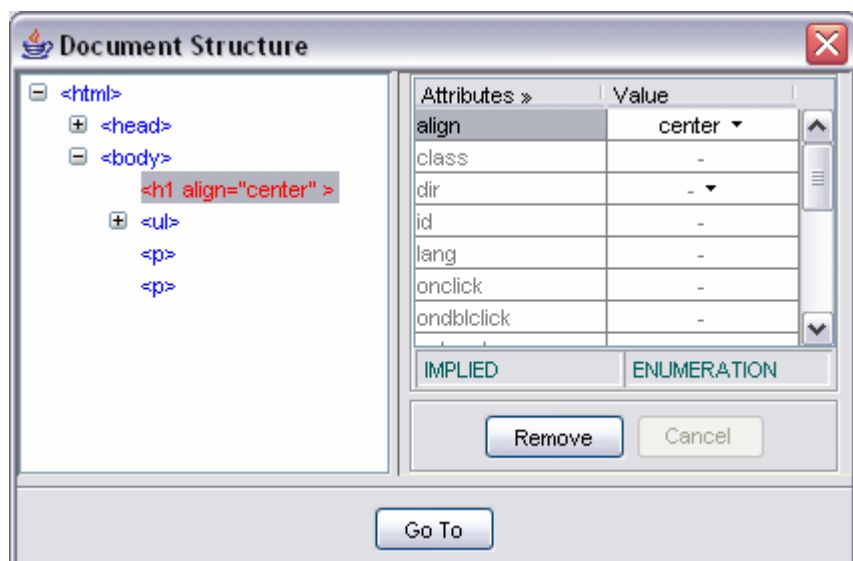 Document Structure
<html>
<head>
<body>
<h1 align="center" >
<ul>
<p>
<p>
Attributes » Value
align center
class -
dir -
id -
lang -
onclick -
ondblclick -
IMPLIED ENUMERATION
Remove Cancel
Go To